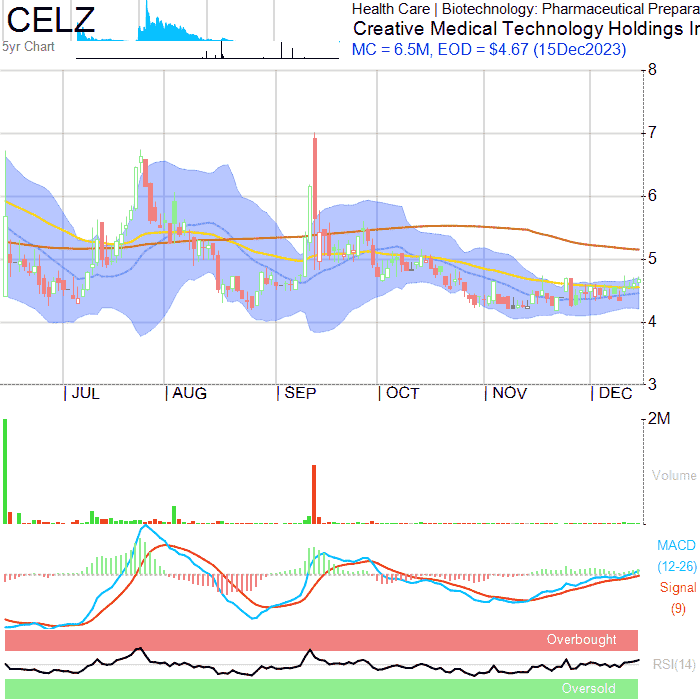 CELZ
5yr Chart
Health Care | Biotechnology: Pharmaceutical Prepara
Creative Medical Technology Holdings Ir
MC = 6.5M, EOD = $4.67 (15Dec2023)
8
7
6
5
4
3
JUL AUG SEP OCT NOV DEC
2M
Volume
MACD
(12-26)
Signal
(9)
Overbought
RSI(14)
Oversold